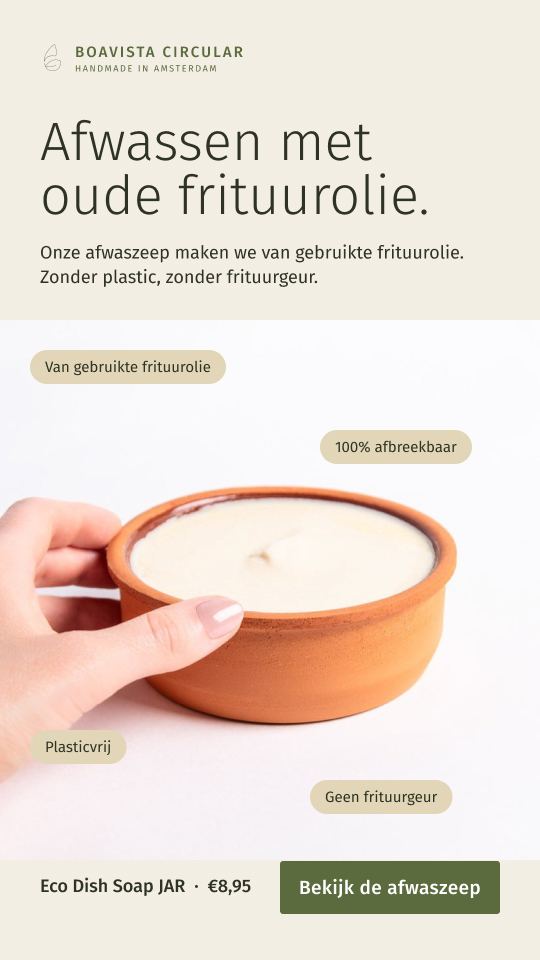 BOAVISTA CIRCULAR
HANDMADE IN AMSTERDAM
Afwassen met
oude frituurolie.
Onze afwaszeep maken we van gebruikte frituurolie.
Zonder plastic, zonder frituurgeur.
Van gebruikte frituurolie
100% afbreekbaar
Plasticvrij
Geen frituurgeur
Eco Dish Soap JAR · €8,95
Bekijk de afwaszeep